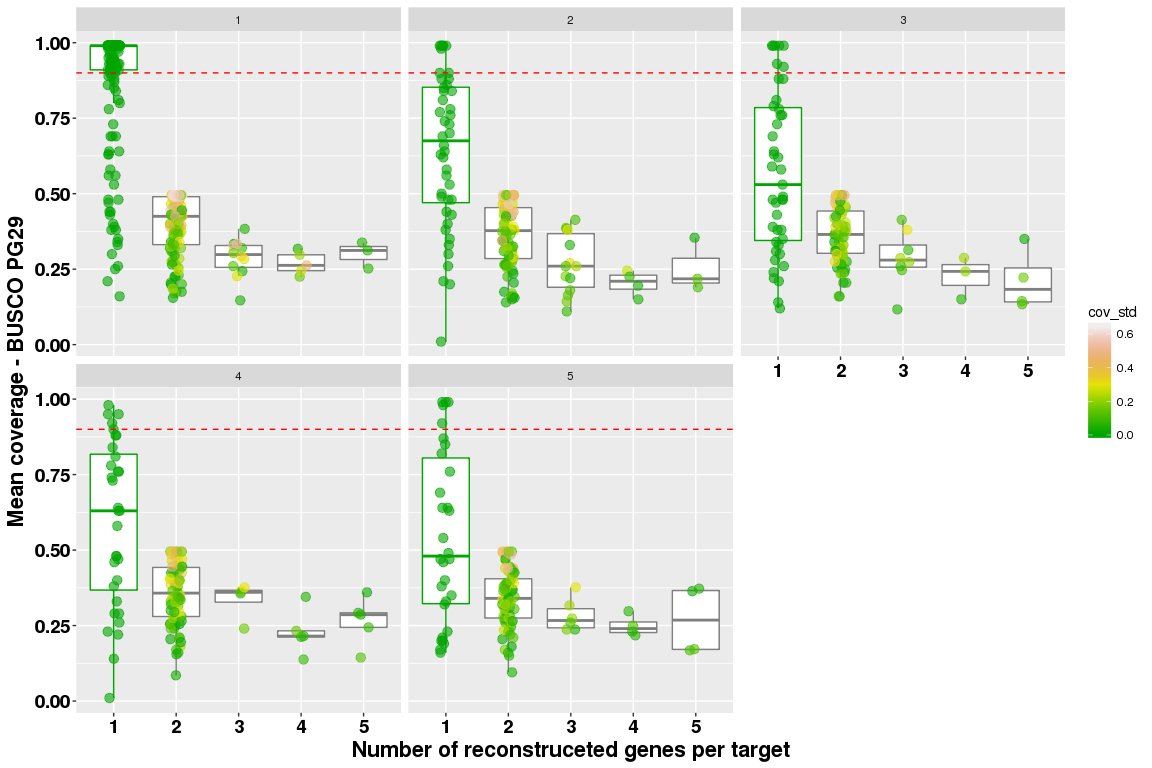 1 2 3
1.00
0.75
0.50
0.25
0.00
1 2 3 4 5
4 5
1.00
0.75
0.50
0.25
0.00
1 2 3 4 5 1 2 3 4 5
Mean coverage - BUSCO PG29
Number of reconstruceted genes per target
cov_std
0.6
0.4
0.2
0.0